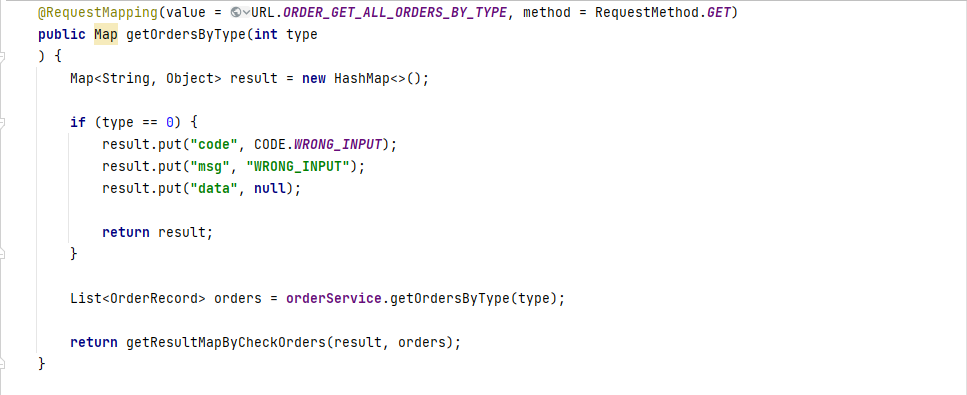 @RequestMapping(value = URL.ORDER_GET_ALL_ORDERS_BY_TYPE, method = RequestMethod.GET)
public Map getOrdersByType(int type
) {
    Map<String, Object> result = new HashMap<>();

    if (type == 0) {
        result.put("code", CODE.WRONG_INPUT);
        result.put("msg", "WRONG_INPUT");
        result.put("data", null);

        return result;
    }

    List<OrderRecord> orders = orderService.getOrdersByType(type);

    return getResultMapByCheckOrders(result, orders);
}